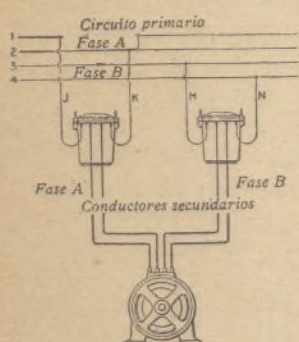 Circuito primario
1
Fase A
2
3
Fase B
4
J K M N
Fase A
Fase B
Conductores secundarios